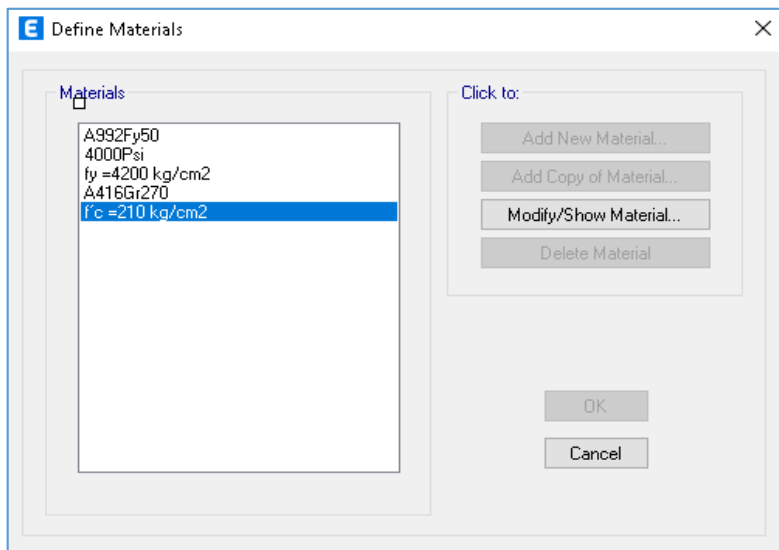 E Define Materials
Materials
A992Fy50
4000Psi
fy =4200 kg/cm2
A416Gr270
f´c =210 kg/cm2
Click to:
Add New Material...
Add Copy of Material...
Modify/Show Material...
Delete Material
OK
Cancel